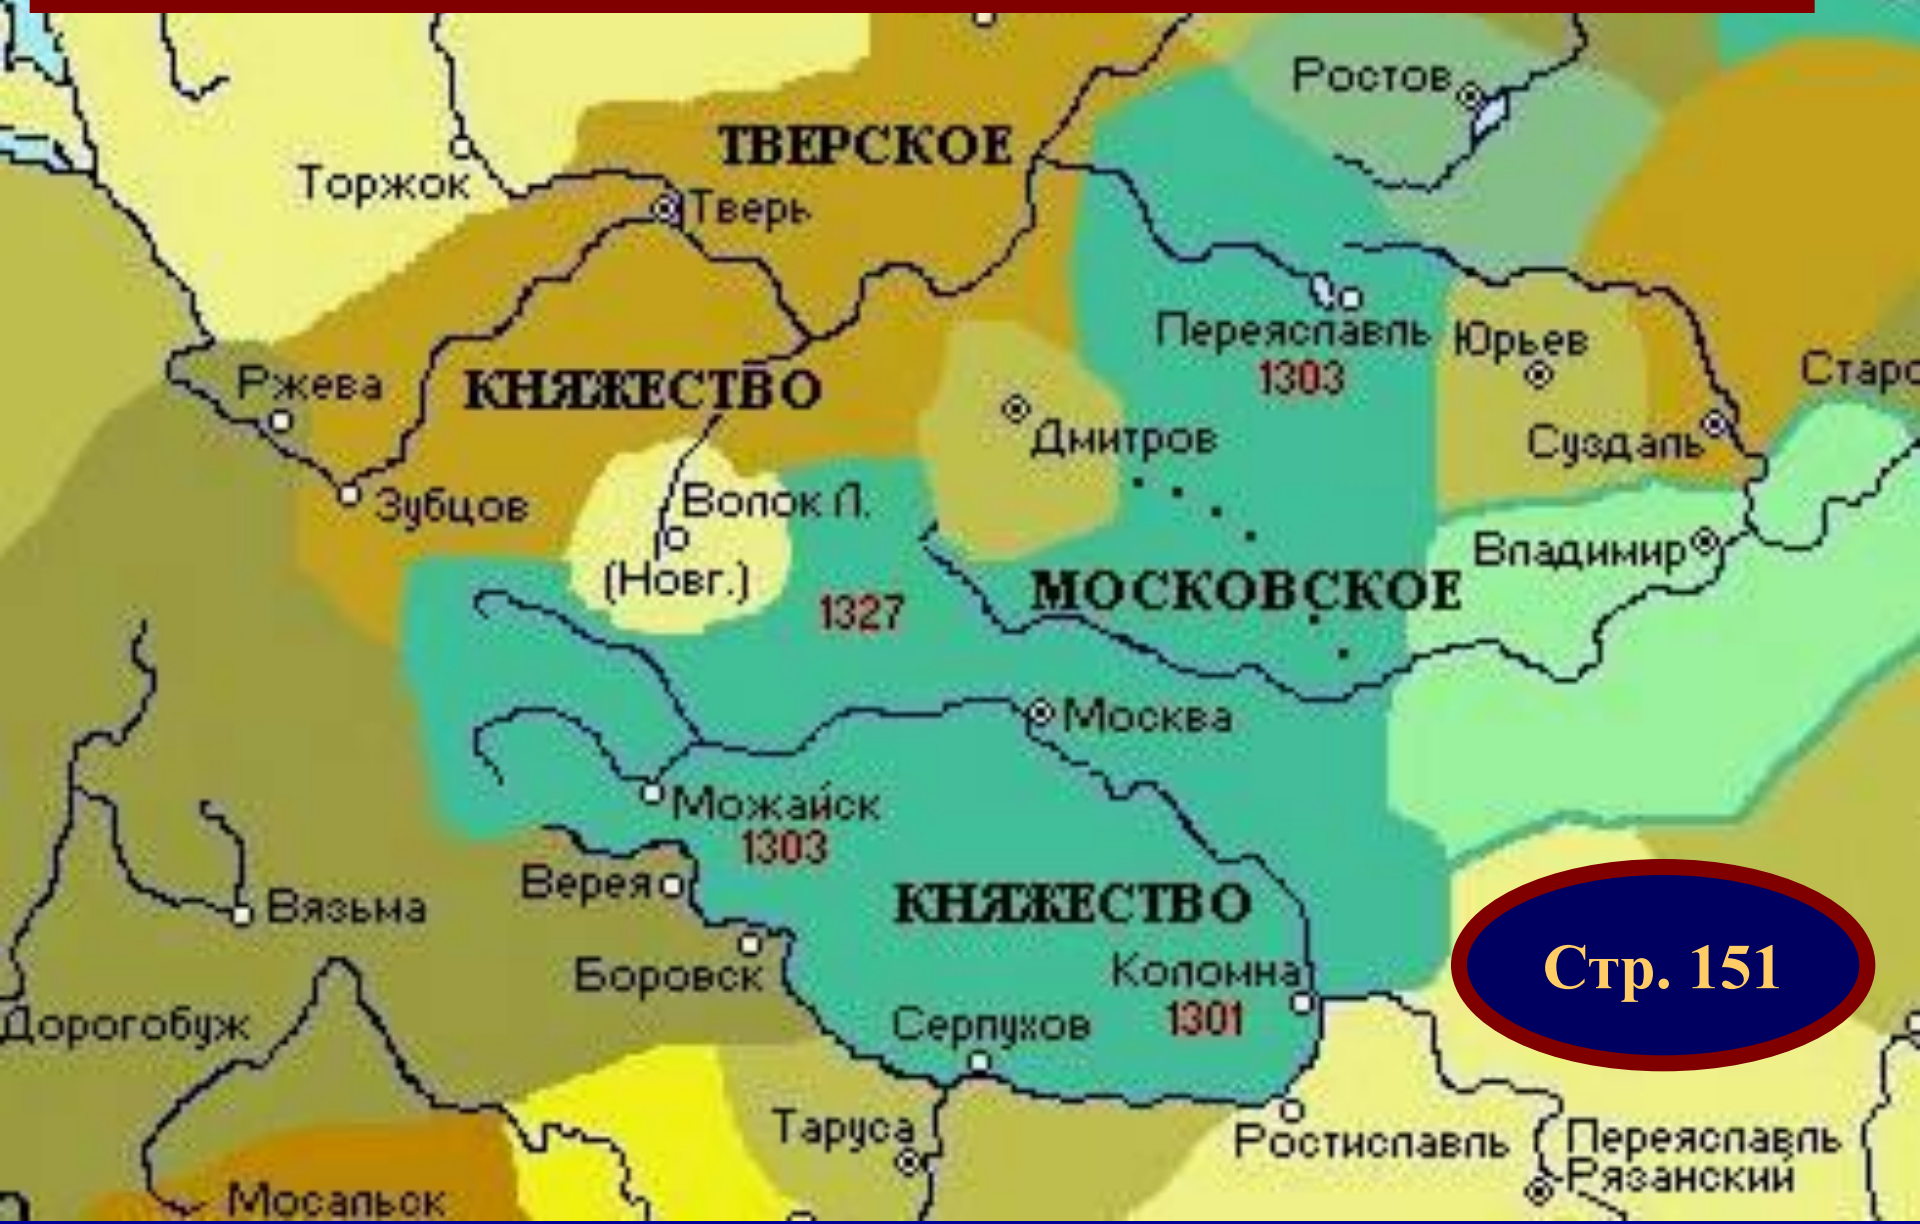 Ростов
ТВЕРСКОЕ
Торжок
Тверь
Переяславль
1303
Юрьев
Ржева
КНЯЖЕСТВО
Старо
Дмитров
Суздаль
Зубцов
Волок Л.
(Новг.)
Владимир
МОСКОВСКОЕ
1327
Москва
Можайск
1303
Верея
КНЯЖЕСТВО
Вязьма
Боровск
Коломна
1301
Стр. 151
Дорогобуж
Серпухов
Таруса
Ростиславль
Переяславль
Рязанский
Мосальск